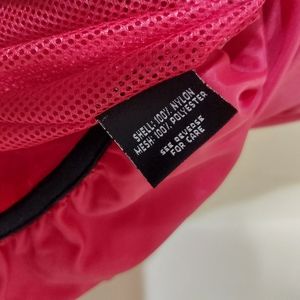 SHELL: 100% NYLON
MESH: 100% POLYESTER
SEE REVERSE
FOR CARE